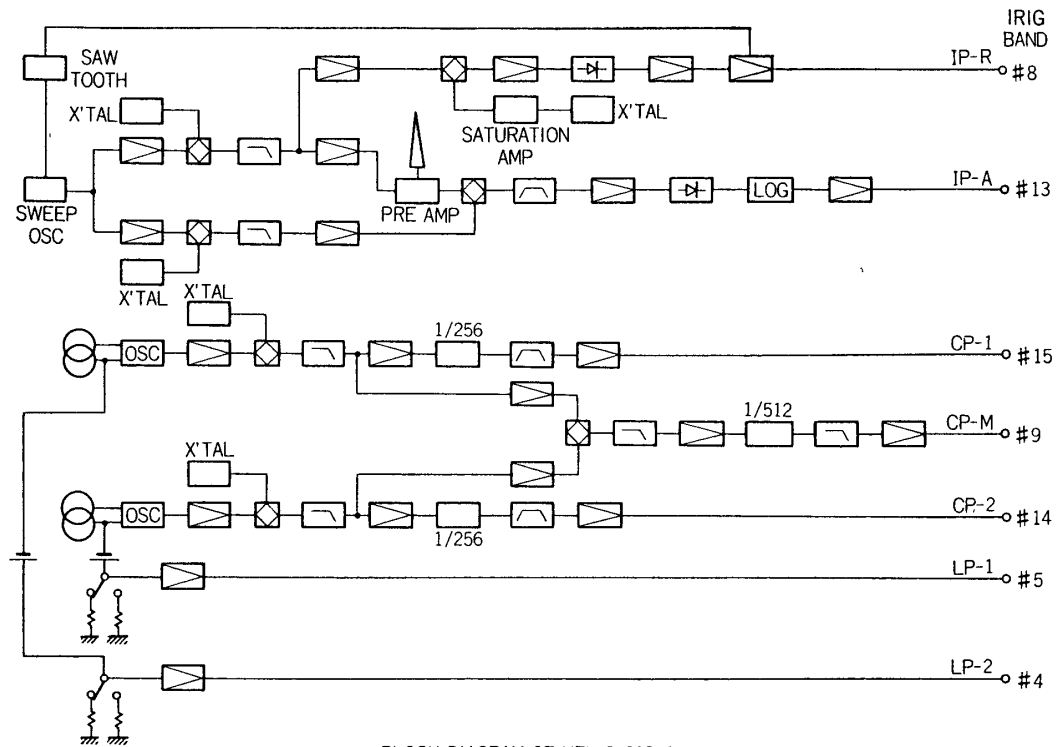 IRIG
BAND
SAW
TOOTH
IP-R
#8
X'TAL
X'TAL
SATURATION
AMP
SWEEP
OSC
PRE AMP
LOG
IP-A
#13
X'TAL
X'TAL
OSC
1/256
CP-1
#15
1/512
CP-M
#9
X'TAL
OSC
1/256
CP-2
#14
LP-1
#5
LP-2
#4